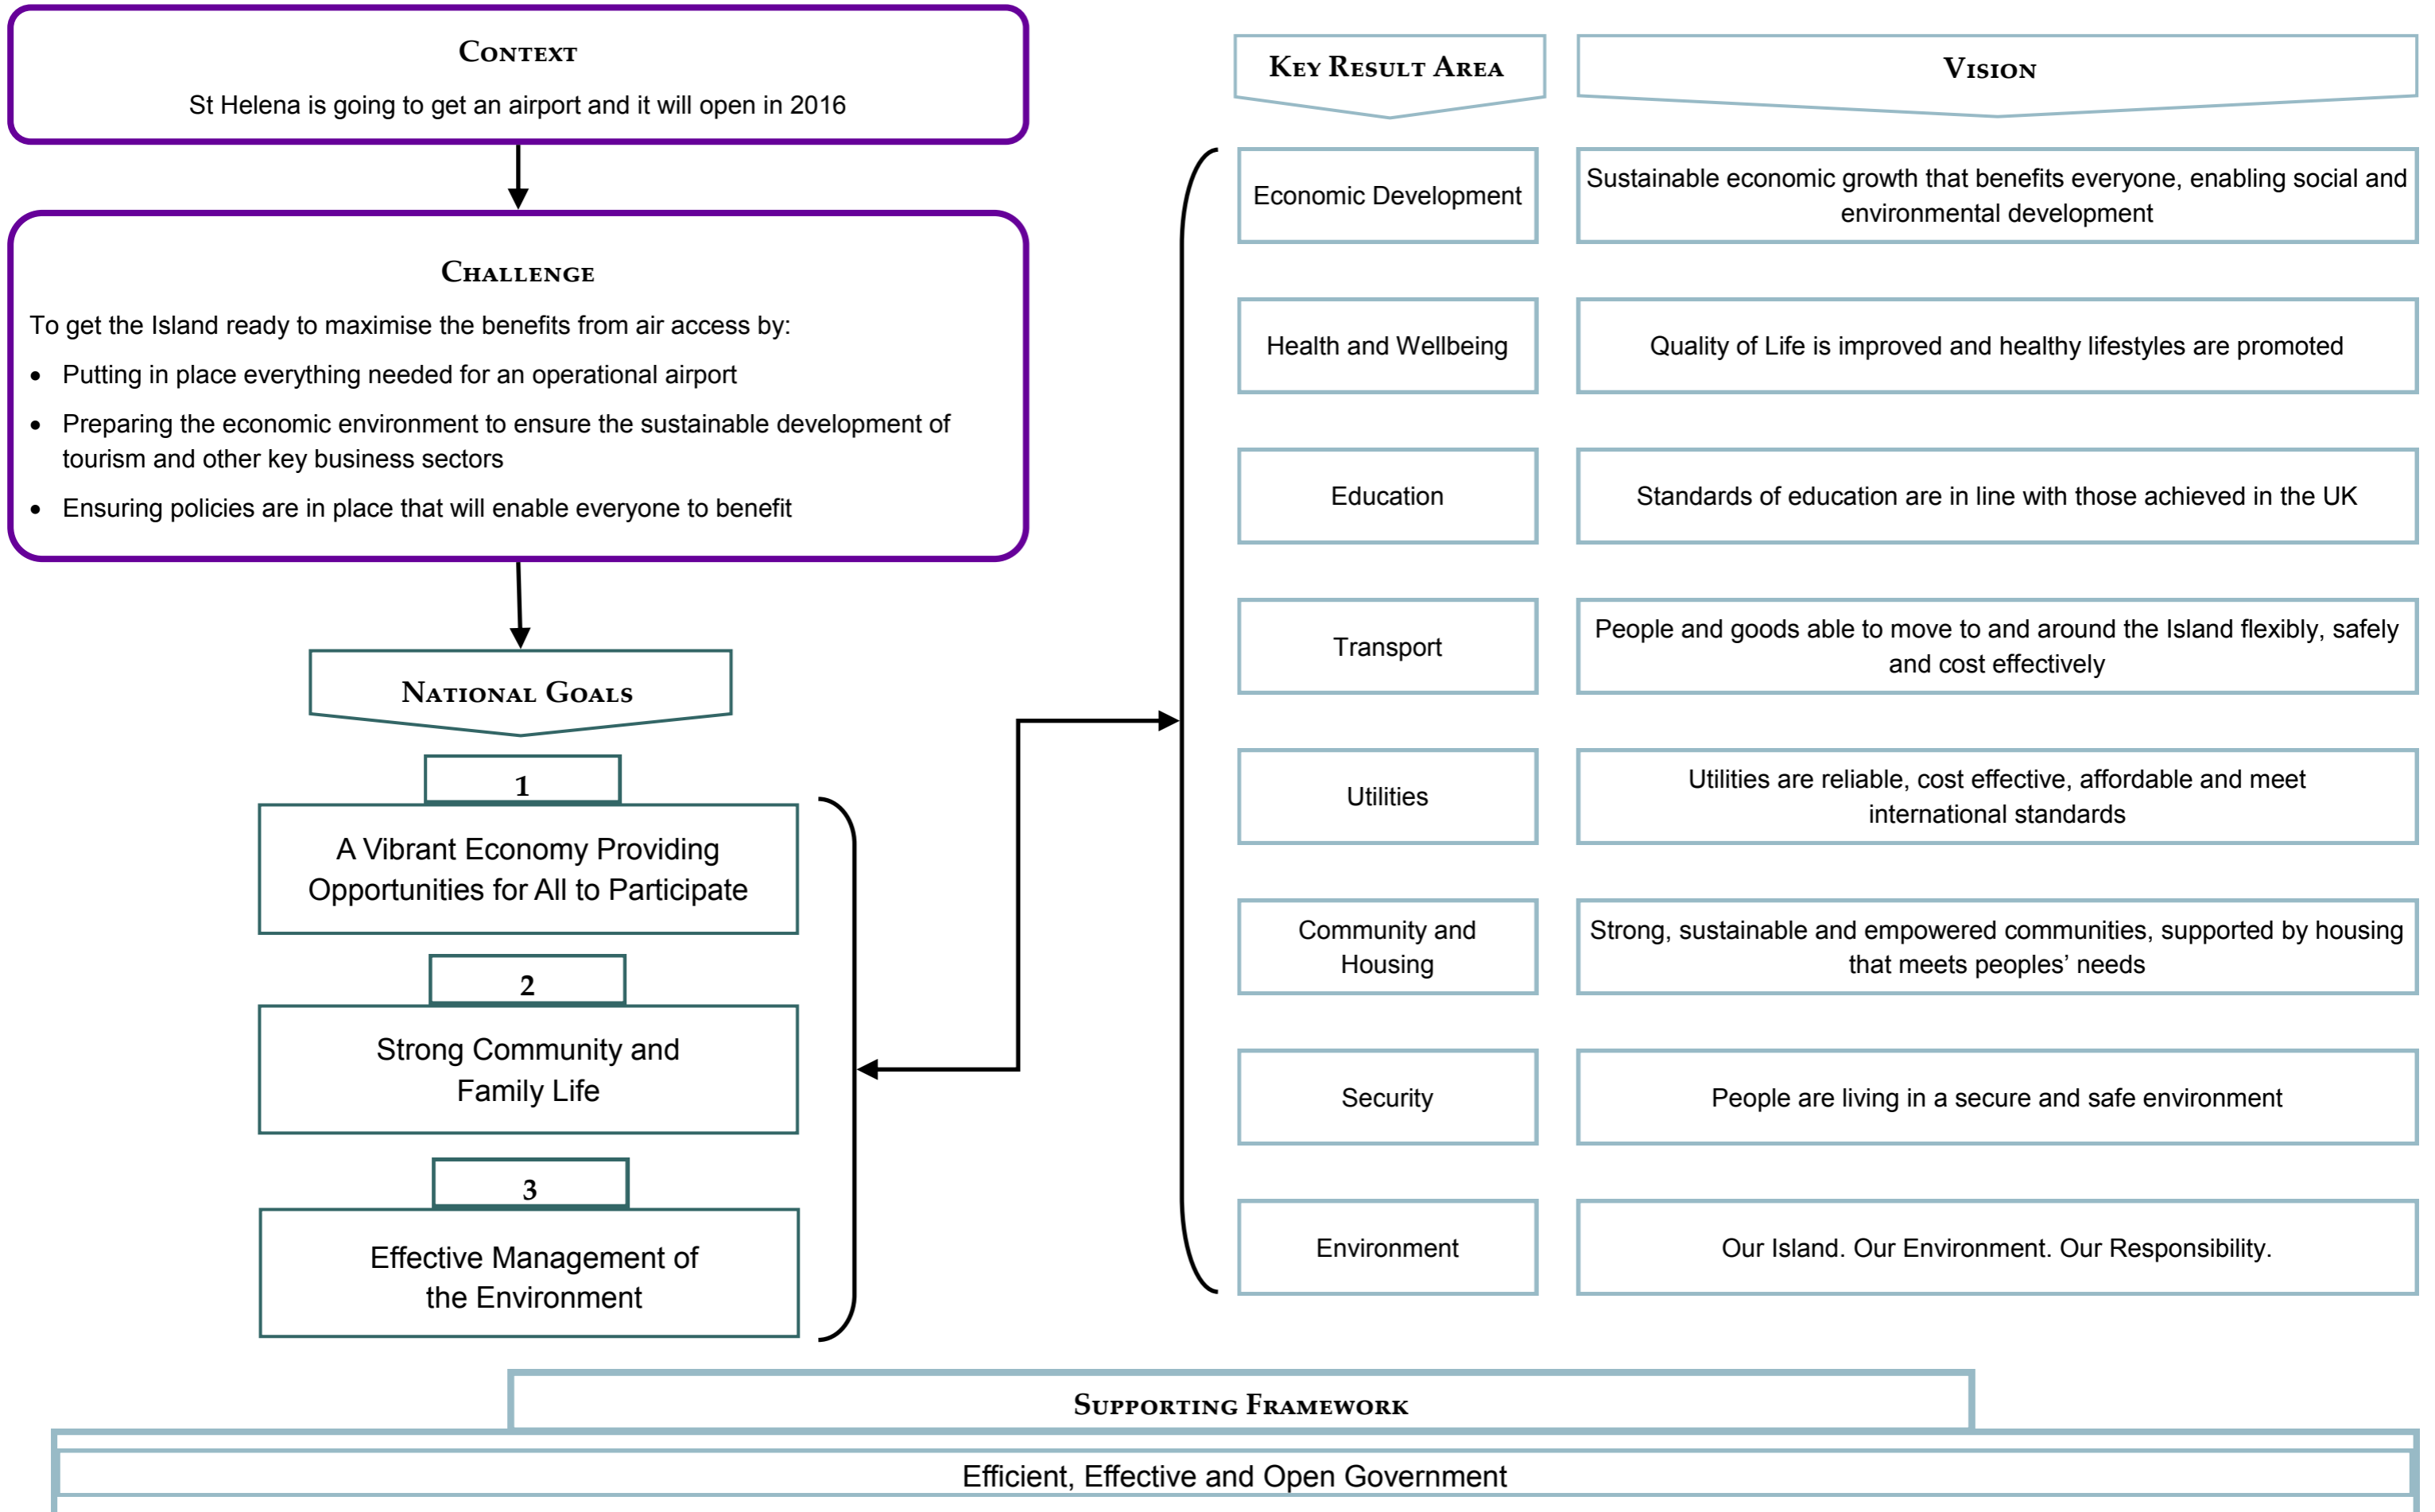 CONTEXT
St Helena is going to get an airport and it will open in 2016
CHALLENGE
To get the Island ready to maximise the benefits from air access by:
• Putting in place everything needed for an operational airport
• Preparing the economic environment to ensure the sustainable development of
tourism and other key business sectors
• Ensuring policies are in place that will enable everyone to benefit
NATIONAL GOALS
1
A Vibrant Economy Providing
Opportunities for All to Participate
2
Strong Community and
Family Life
3
Effective Management of
the Environment
KEY RESULT AREA
VISION
Economic Development
Sustainable economic growth that benefits everyone, enabling social and
environmental development
Health and Wellbeing
Quality of Life is improved and healthy lifestyles are promoted
Education
Standards of education are in line with those achieved in the UK
Transport
People and goods able to move to and around the Island flexibly, safely
and cost effectively
Utilities
Utilities are reliable, cost effective, affordable and meet
international standards
Community and
Housing
Strong, sustainable and empowered communities, supported by housing
that meets peoples’ needs
Security
People are living in a secure and safe environment
Environment
Our Island. Our Environment. Our Responsibility.
SUPPORTING FRAMEWORK
Efficient, Effective and Open Government